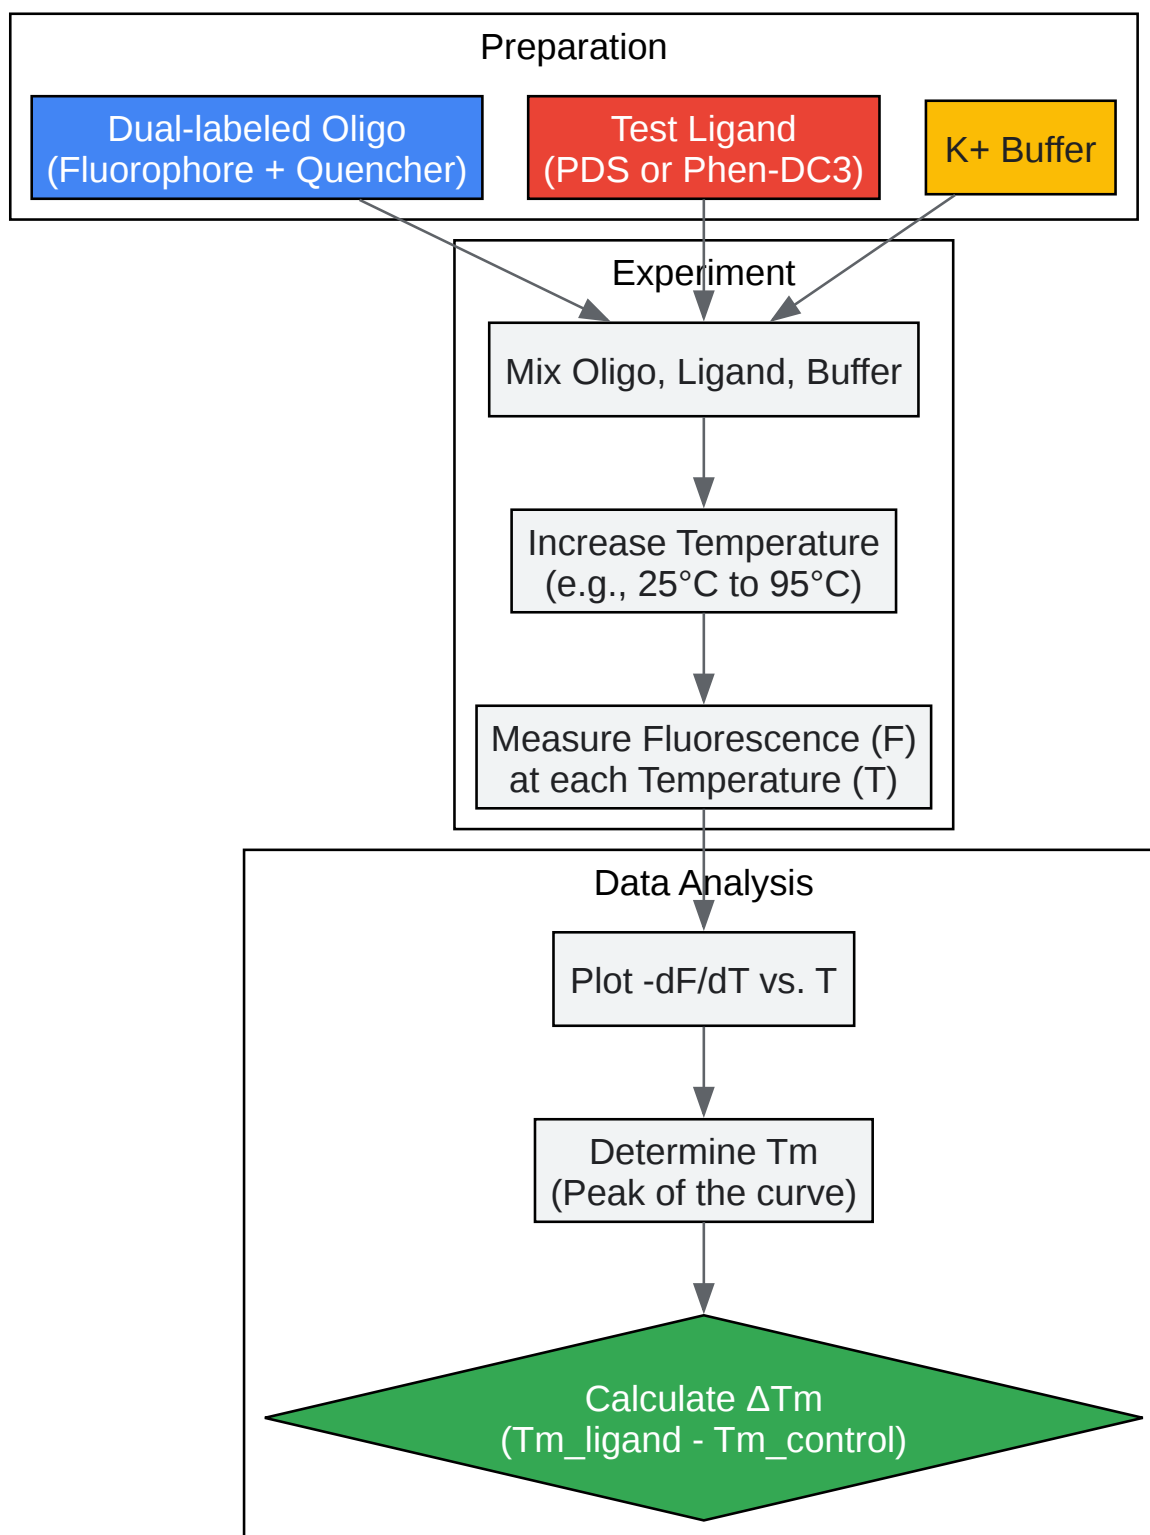 Preparation
Dual-labeled Oligo
(Fluorophore + Quencher)
Test Ligand
(PDS or Phen-DC3)
K+ Buffer
Experiment
Mix Oligo, Ligand, Buffer
Increase Temperature
(e.g., 25°C to 95°C)
Measure Fluorescence (F)
at each Temperature (T)
Data Analysis
Plot -dF/dT vs. T
Determine Tm
(Peak of the curve)
Calculate ΔTm
(Tm_ligand - Tm_control)